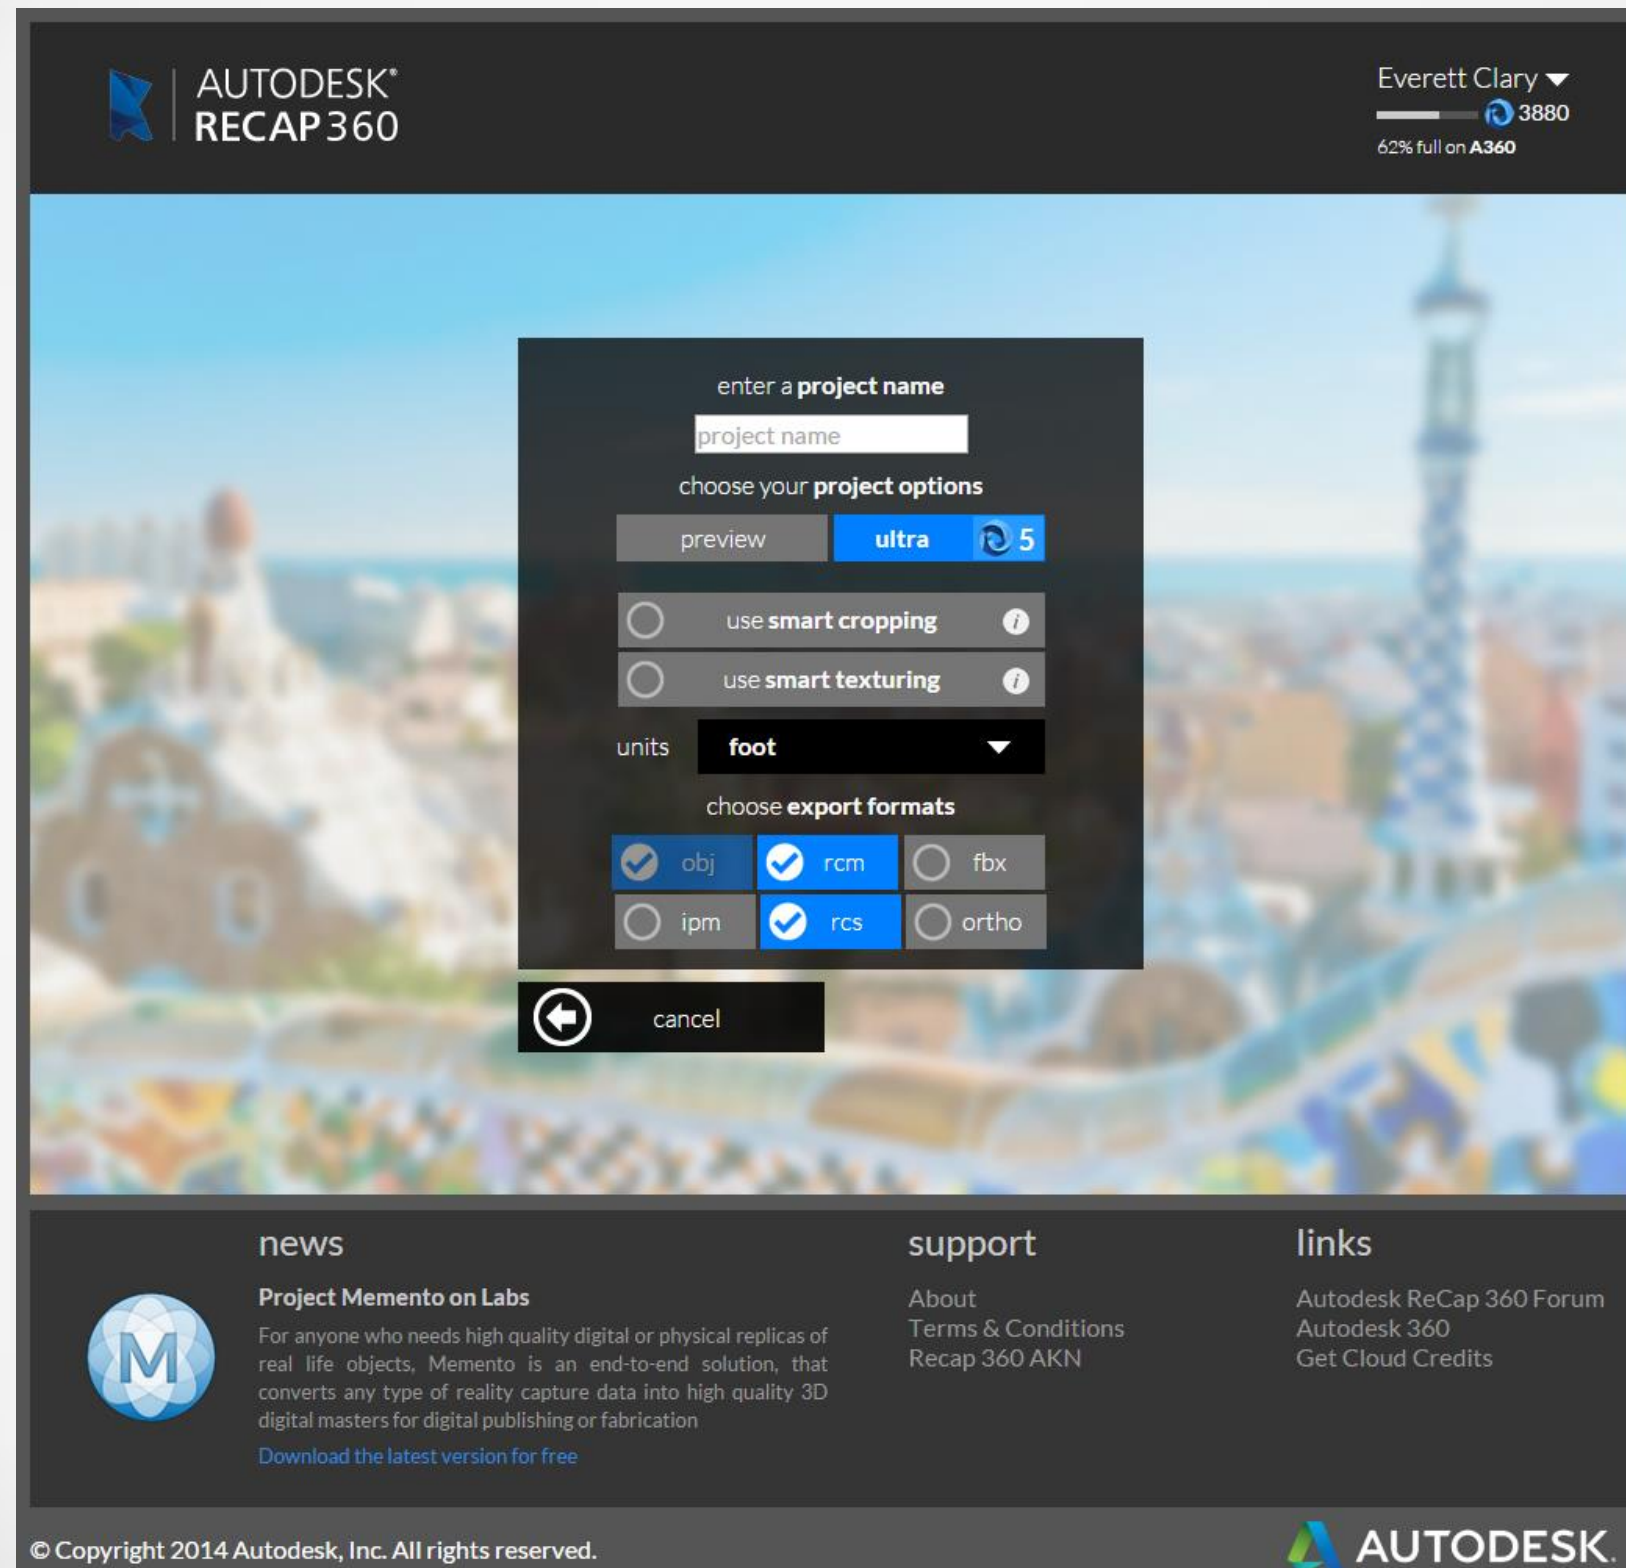 AUTODESK®
RECAP360
Everett Clary
3880
62% full on A360
enter a project name
project name
choose your project options
preview
ultra 5
use smart cropping i
use smart texturing i
units foot
choose export formats
obj rcm fbx
ipm rcs ortho
cancel
news
Project Memento on Labs
For anyone who needs high quality digital or physical replicas of
real life objects, Memento is an end-to-end solution, that
converts any type of reality capture data into high quality 3D
digital masters for digital publishing or fabrication
Download the latest version for free
M
support
About
Terms & Conditions
Recap 360 AKN
links
Autodesk ReCap 360 Forum
Autodesk 360
Get Cloud Credits
© Copyright 2014 Autodesk, Inc. All rights reserved.
AUTODESK.